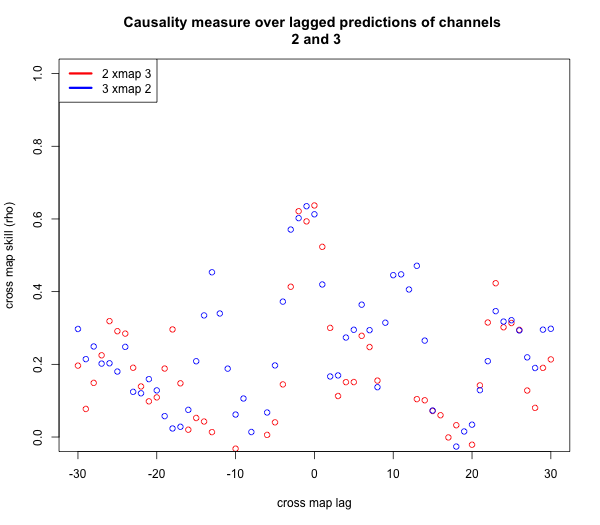 Causality measure over lagged predictions of channels
2 and 3
2 xmap 3
3 xmap 2
cross map skill (rho)
1.0
0.8
0.6
0.4
0.2
0.0
-30 -20 -10 0 10 20 30
cross map lag